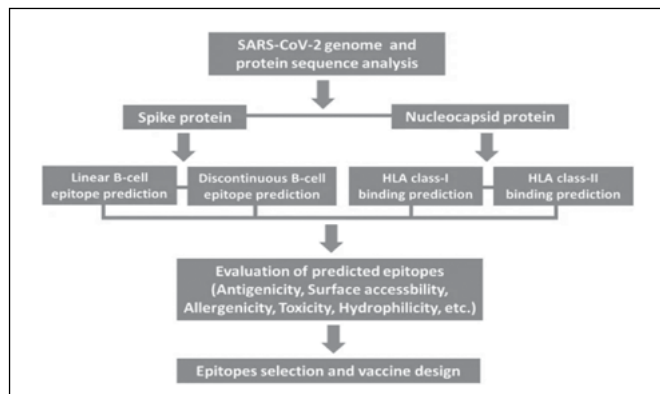 SARS-CoV-2 genome and
protein sequence analysis
Spike protein
Nucleocapsid protein
Linear B-cell
epitope prediction
Discontinuous B-cell
epitope prediction
HLA class-I
binding prediction
HLA class-II
binding prediction
Evaluation of predicted epitopes
(Antigenicity, Surface accessbility,
Allergenicity, Toxicity, Hydrophilicity, etc.)
Epitopes selection and vaccine design